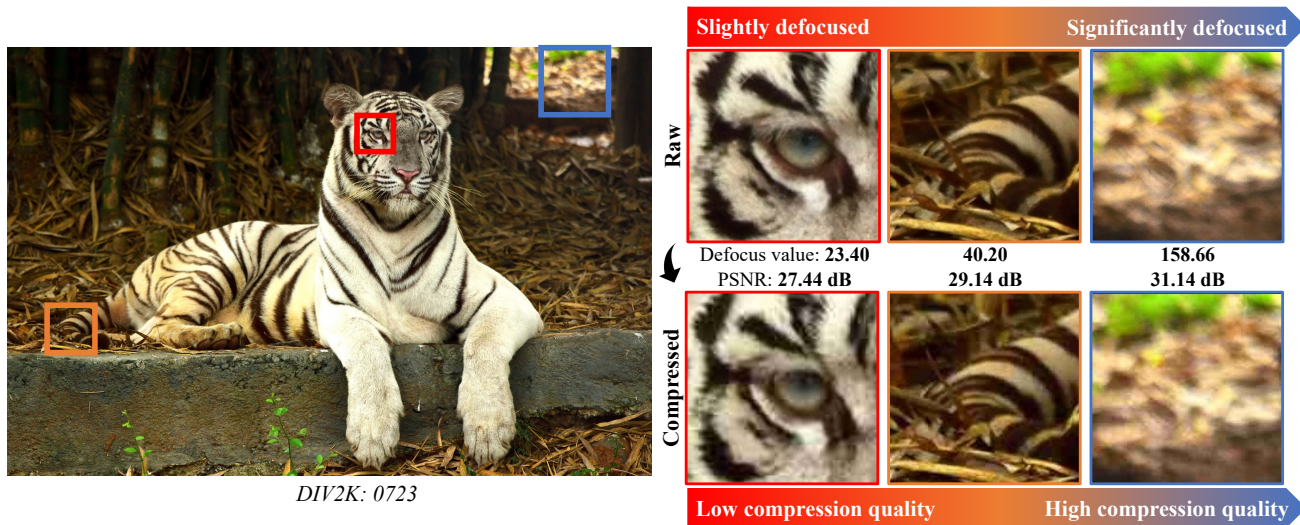 Slightly defocused Significantly defocused
Raw
Defocus value: 23.40 40.20 158.66
PSNR: 27.44 dB 29.14 dB 31.14 dB
Compressed
DIV2K: 0723
Low compression quality High compression quality